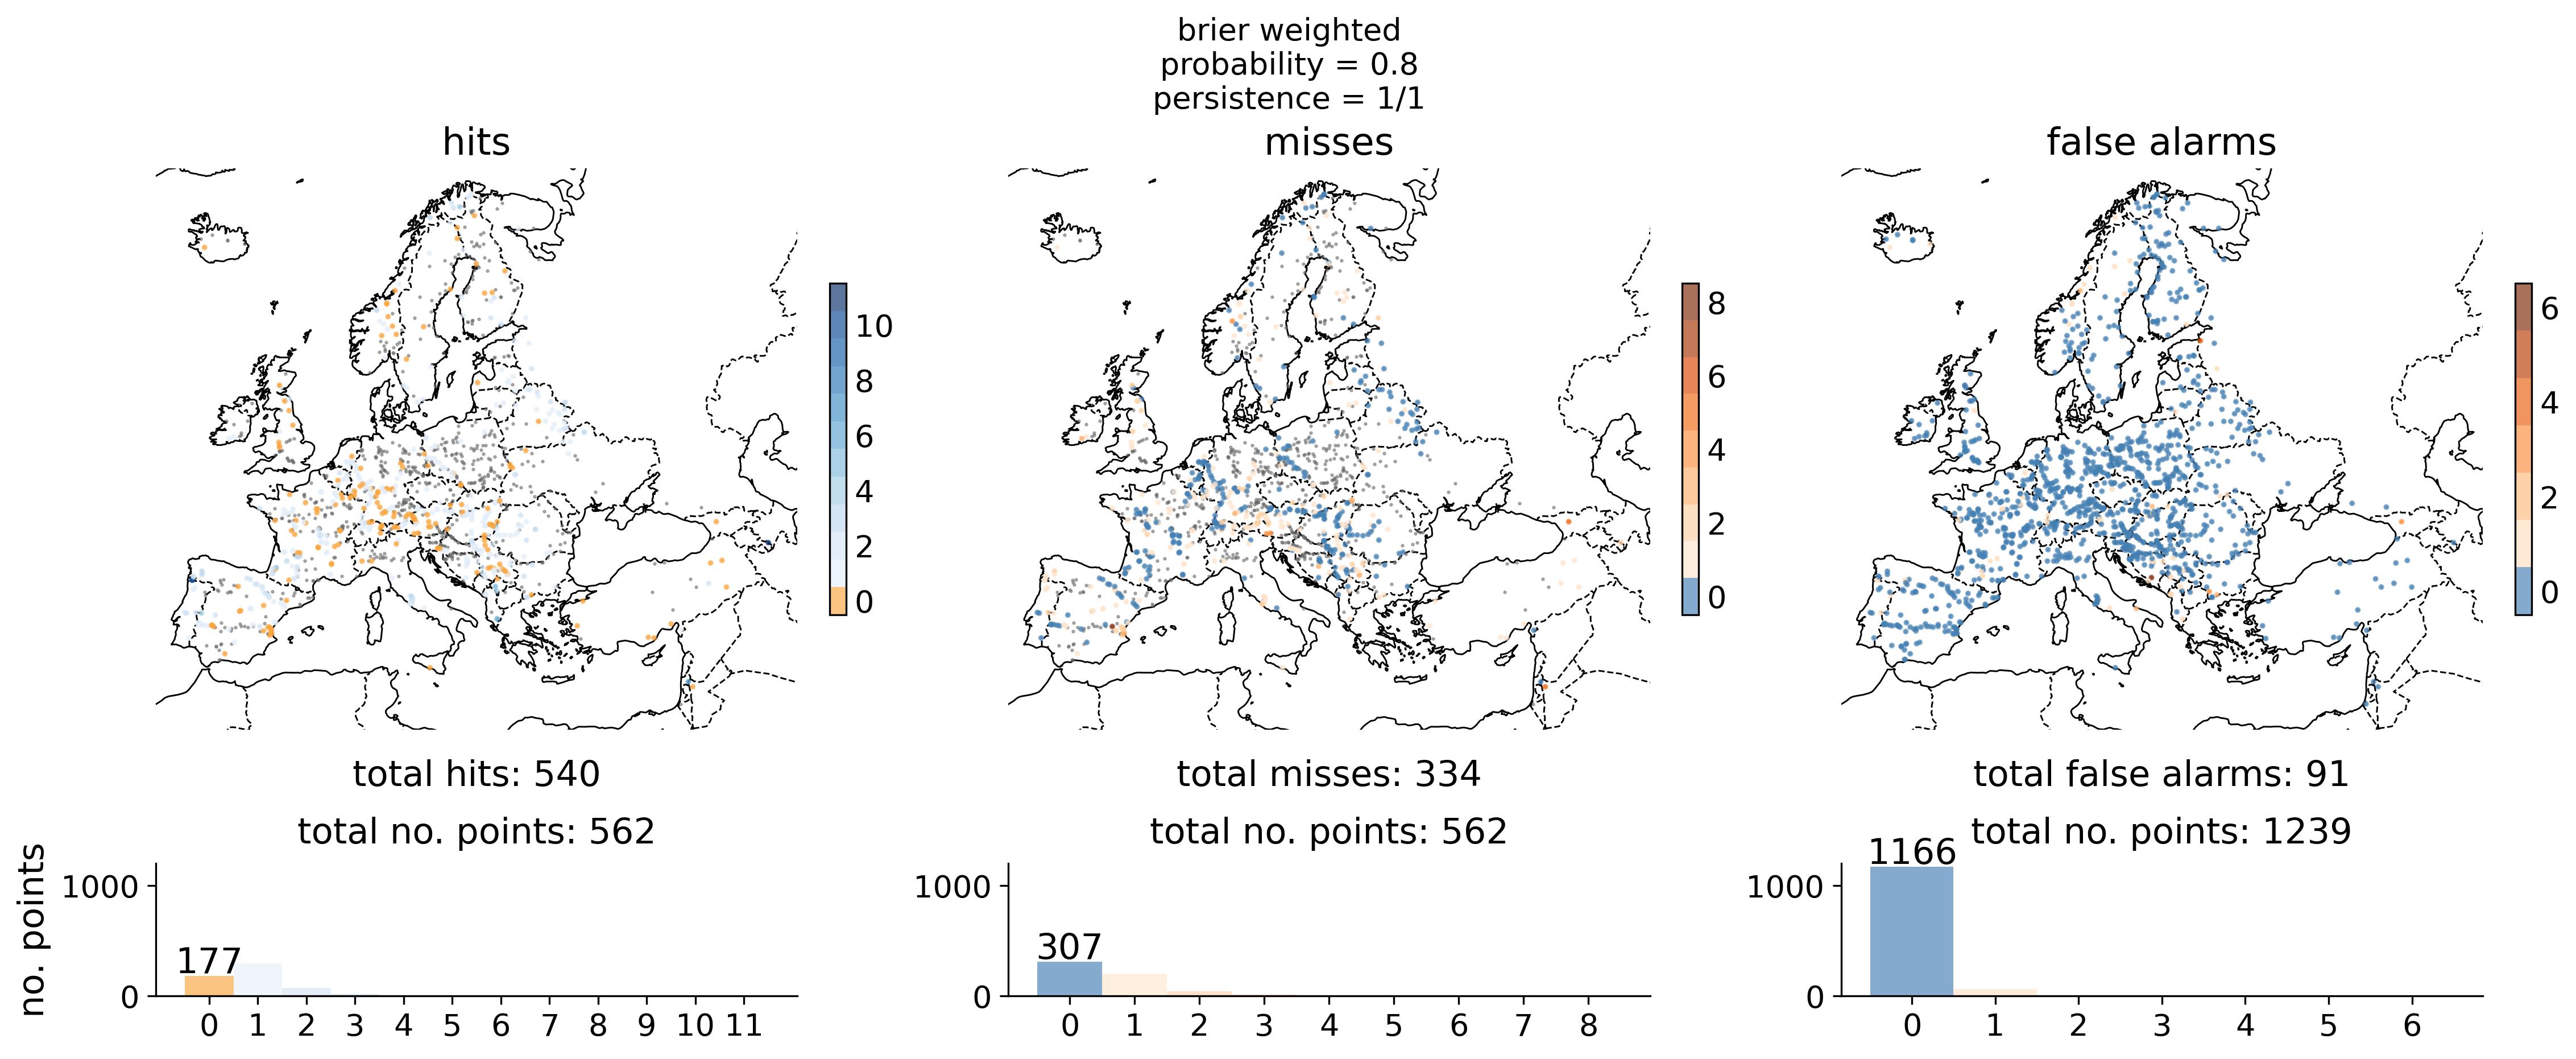 brier weighted
probability = 0.8
persistence = 1/1
hits
misses
false alarms
10
8
6
4
2
0
8
6
4
2
0
6
4
2
0
total hits: 540
total misses: 334
total false alarms: 91
total no. points: 562
total no. points: 562
total no. points: 1239
no. points
1000
0
177
0 1 2 3 4 5 6 7 8 9 10 11
1000
0
307
0 1 2 3 4 5 6 7 8
1000
0
1166
0 1 2 3 4 5 6